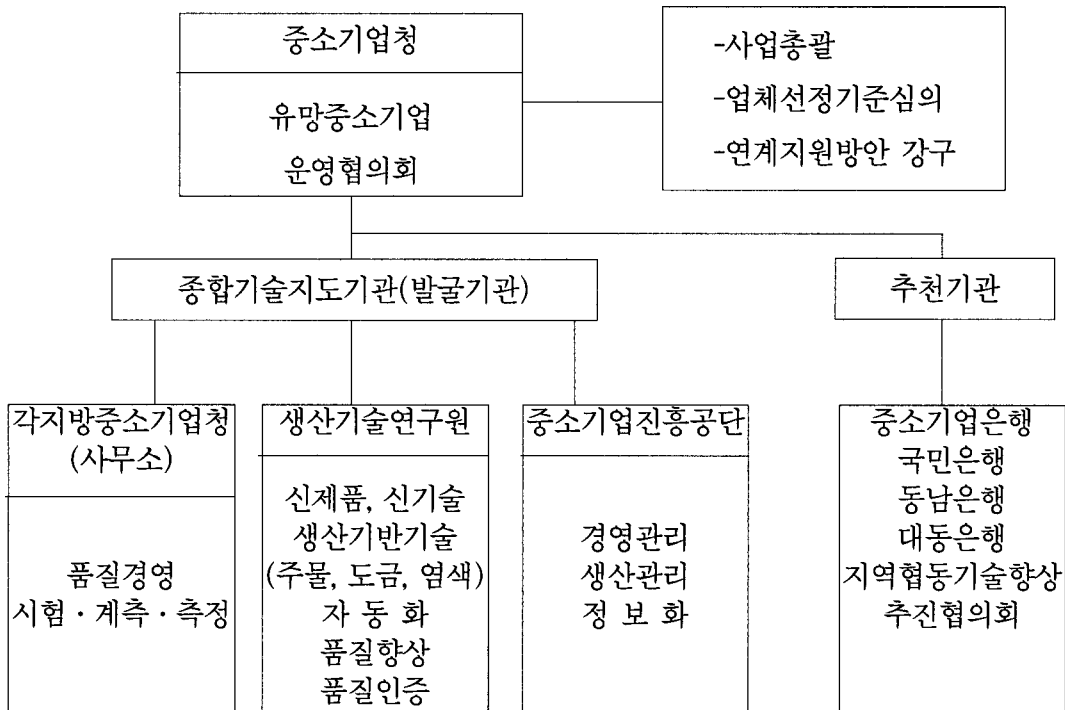 중소기업청
유망중소기업
운영협의회
-사업총괄
-업체선정기준심의
-연계지원방안 강구
종합기술지도기관(발굴기관)
추천기관
각지방중소기업청
(사무소)
품질경영
시험·계측·측정
생산기술연구원
신제품, 신기술
생산기반기술
(주물, 도금, 염색)
자 동 화
품질향상
품질인증
중소기업진흥공단
경영관리
생산관리
정 보 화
중소기업은행
국민은행
동남은행
대동은행
지역협동기술향상
추진협의회